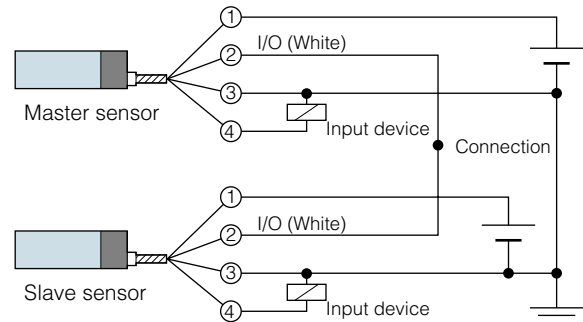 1
2 I/O (White)
Master sensor
3
4 Input device
Connection
1
2 I/O (White)
Slave sensor
3
4 Input device